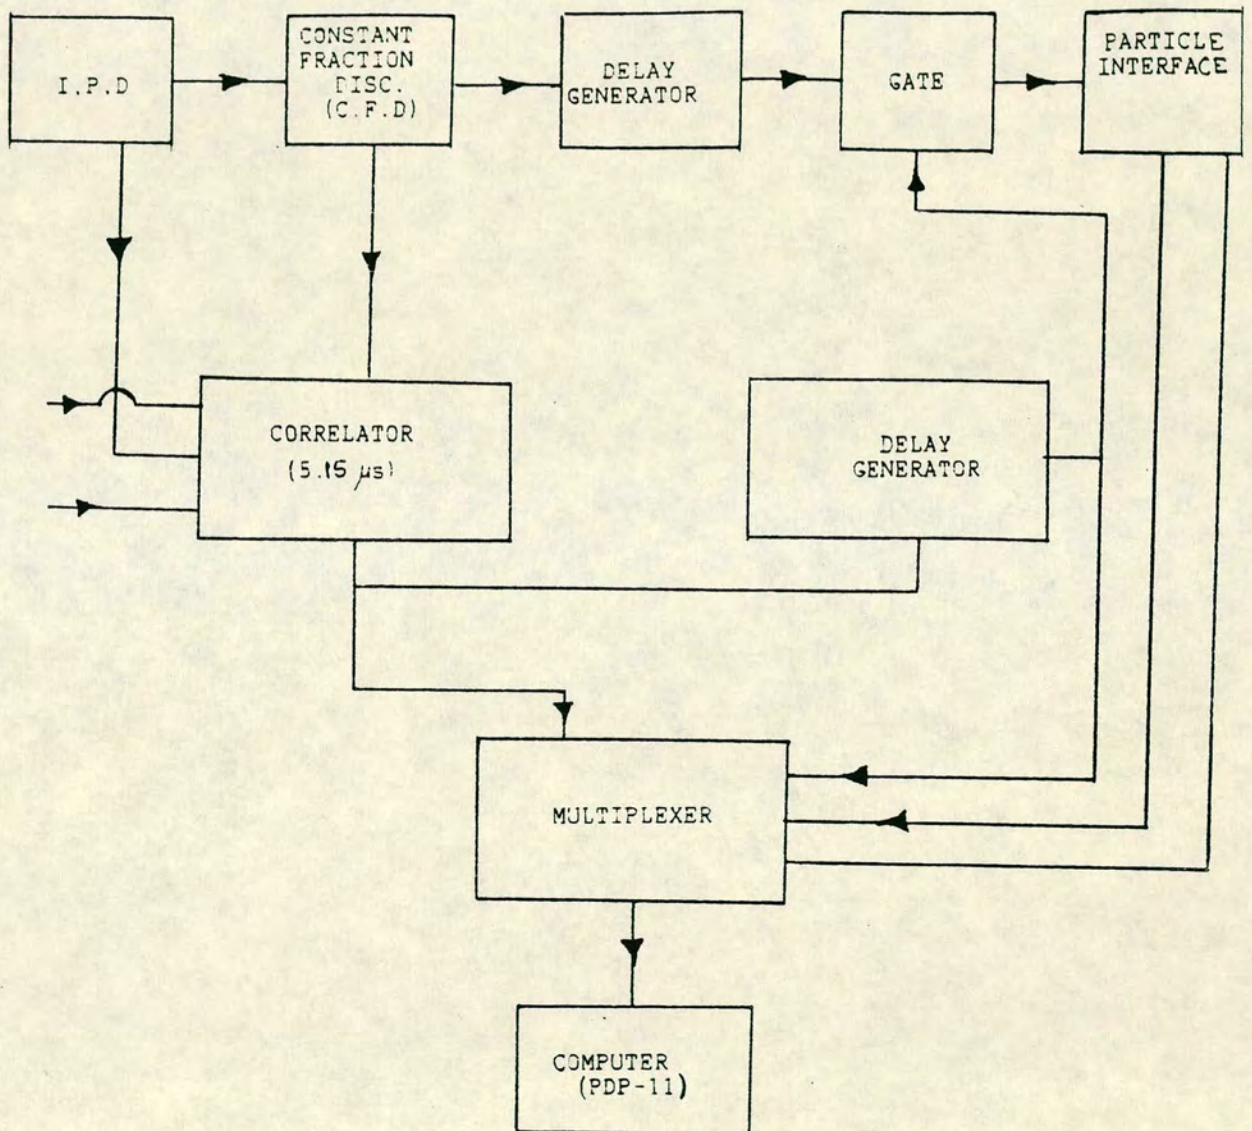 I.P.D
CONSTANT
FRACTION
DISC.
(C.F.D)
DELAY
GENERATOR
GATE
PARTICLE
INTERFACE
CORRELATOR
(5.15 μs)
DELAY
GENERATOR
MULTIPLEXER
COMPUTER
(PDP-11)